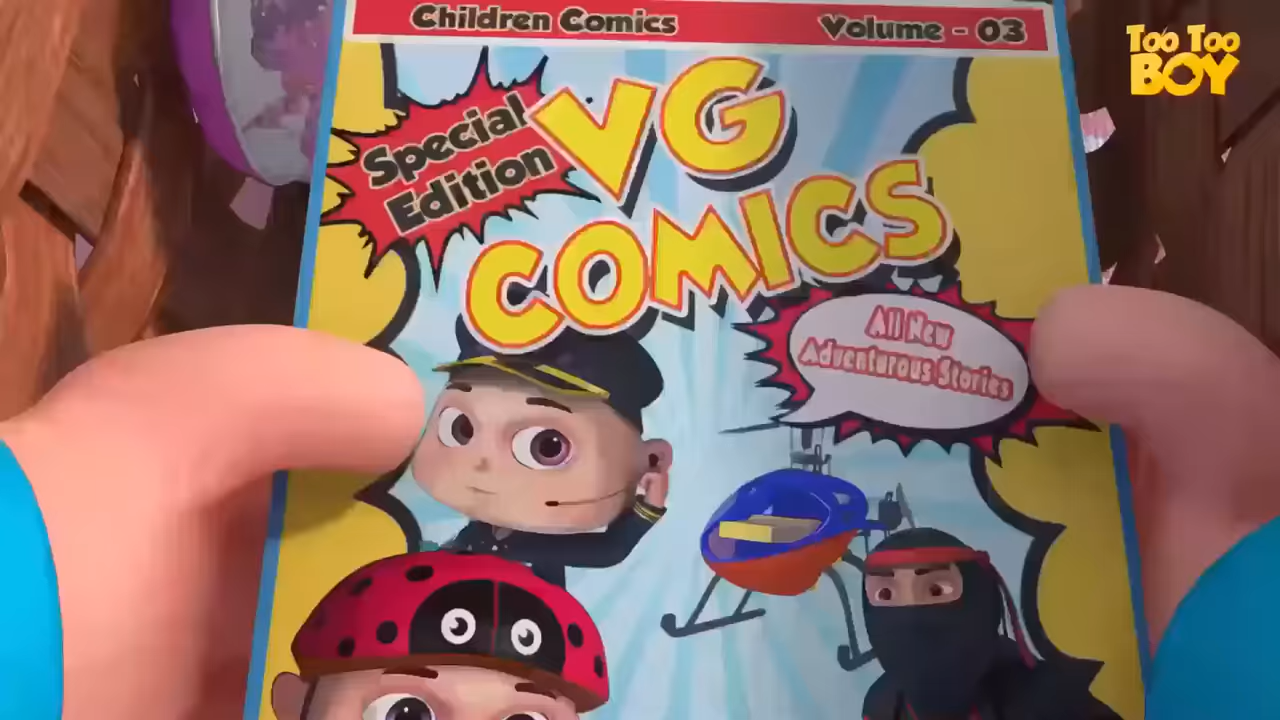 Children Comics
Volume - 03
Too Too
BOY
Special
Edition
VG
COMICS
All New
Adventurous Stories